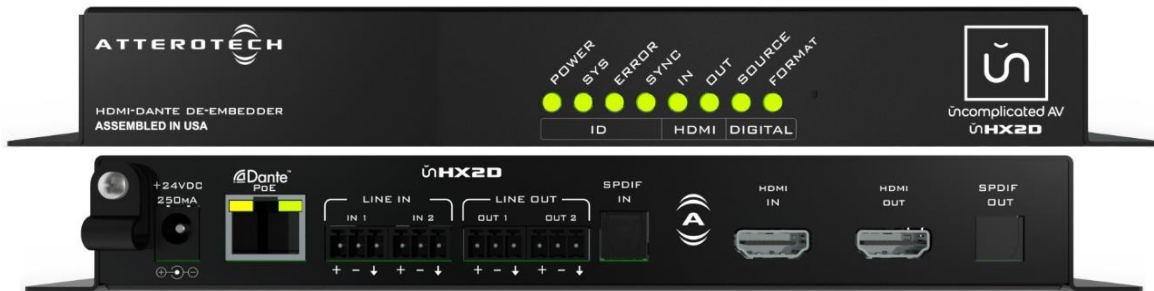 ATTEROTECH
POWER
SYS
ERROR
SYNC
IN
OUT
SOURCE
FORMAT
HDMI-DANTE DE-EMBEDDER
ASSEMBLED IN USA
ID
HDMI
DIGITAL
ŭn
ŭncomplicated AV
ŭnHX2D
+24VDC
250mA
Dante™
PoE
ŭnHX2D
LINE IN
IN 1
IN 2
+ - + -
LINE OUT
OUT 1
OUT 2
+ - + -
SPDIF
IN
A
HDMI
IN
HDMI
OUT
SPDIF
OUT